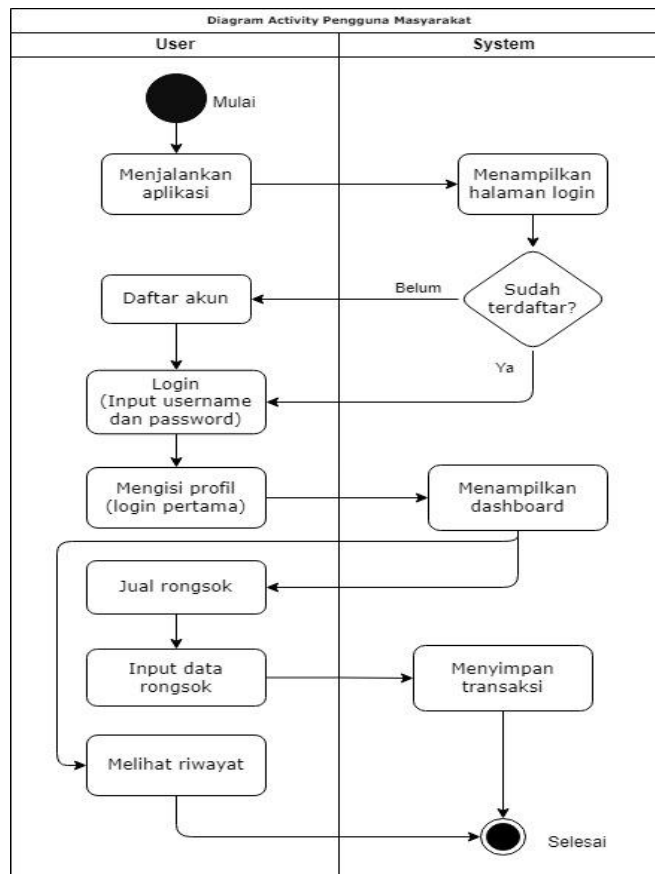 Diagram Activity Pengguna Masyarakat
User
System
Mulai
Menjalankan
aplikasi
Menampilkan
halaman login
Sudah
terdaftar?
Belum
Daftar akun
Ya
Login
(Input username
dan password)
Mengisi profil
(login pertama)
Menampilkan
dashboard
Jual rongsok
Input data
rongsok
Menyimpan
transaksi
Melihat riwayat
Selesai